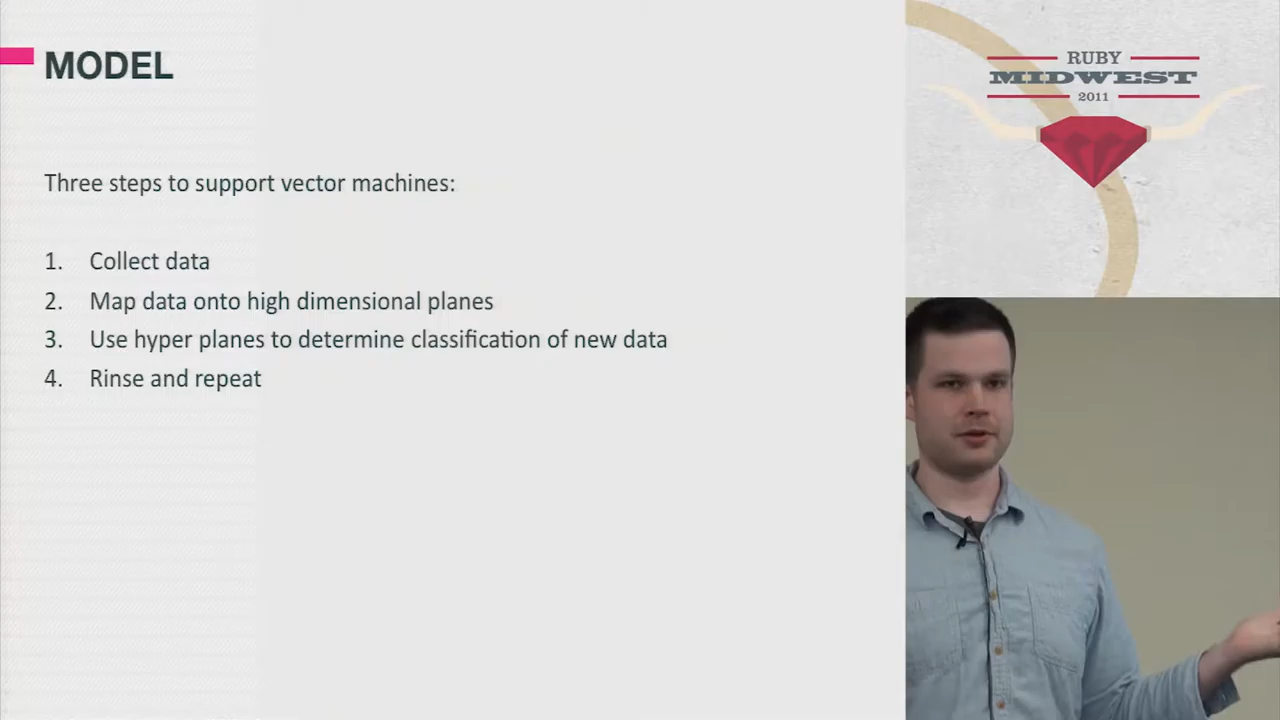 MODEL
Three steps to support vector machines:
1. Collect data
2. Map data onto high dimensional planes
3. Use hyper planes to determine classification of new data
4. Rinse and repeat
RUBY
MIDWEST
2011